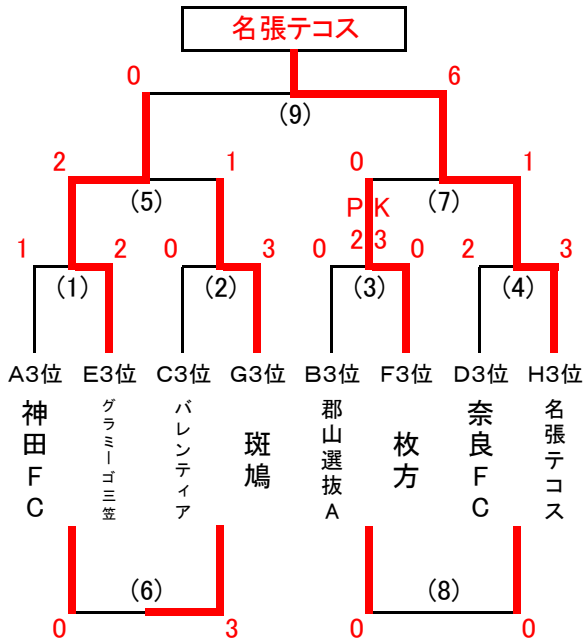 名張テコス
0 6
(9)
2 1 0 1
(5) (7)
PK
1 2 0 3 0 23 0 2 3
(1) (2) (3) (4)
A3位 E3位 C3位 G3位 B3位 F3位 D3位 H3位
神田FC
グラミーゴ三笠
バレンティア
斑鳩
郡山選抜A
枚方
奈良FC
名張テコス
(6) (8)
0 3 0 0